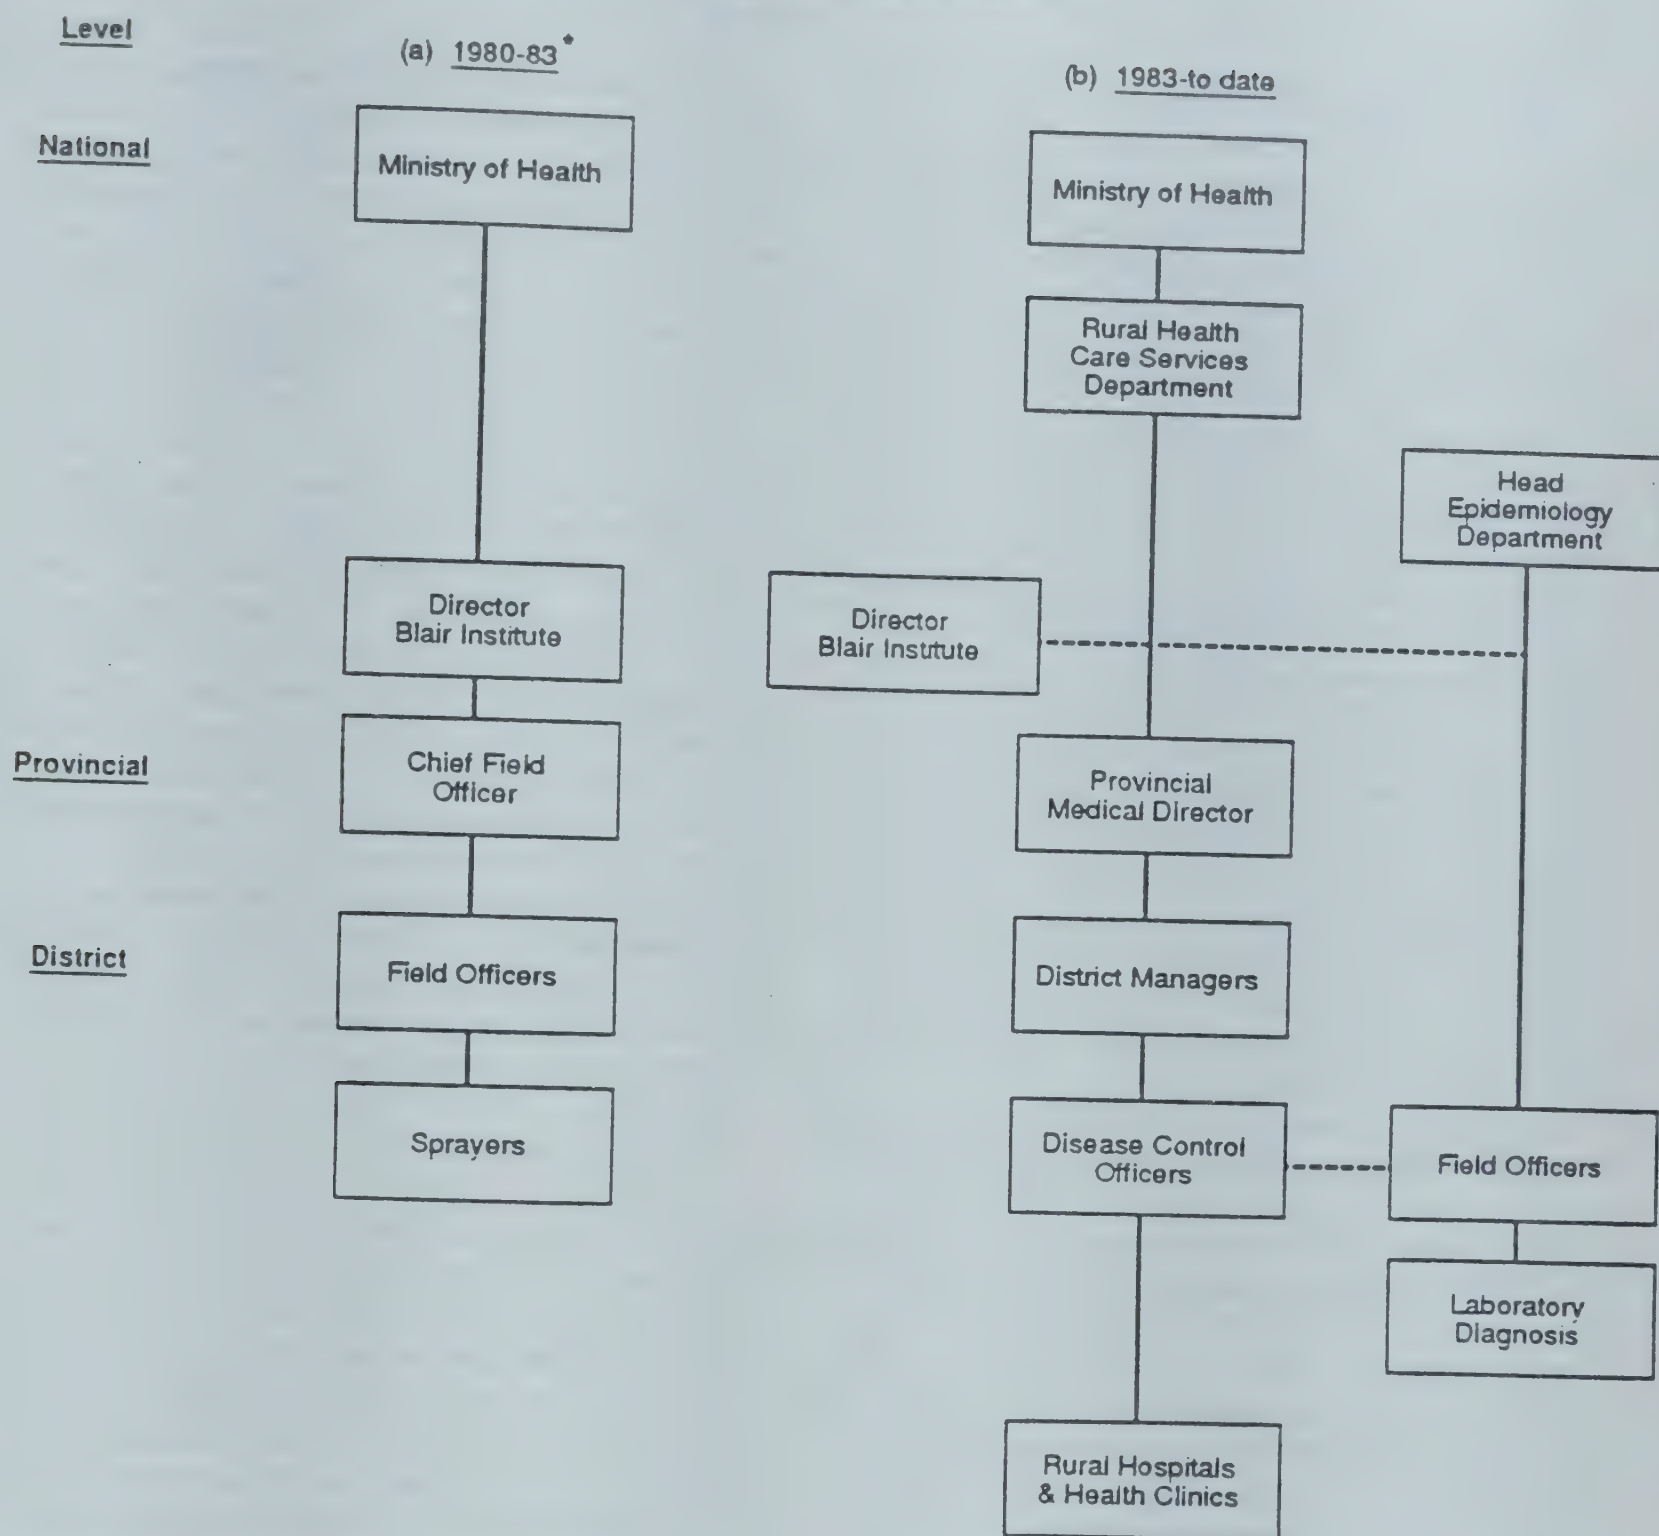 Level
(a) 1980-83*
(b) 1983-to date
National
Ministry of Health
Ministry of Health
Rural Health
Care Services
Department
Head
Epidemiology
Department
Director
Blair Institute
Director
Blair Institute
Provincial
Chief Field
Officer
Provincial
Medical Director
District
Field Officers
District Managers
Sprayers
Disease Control
Officers
Field Officers
Laboratory
Diagnosis
Rural Hospitals
& Health Clinics